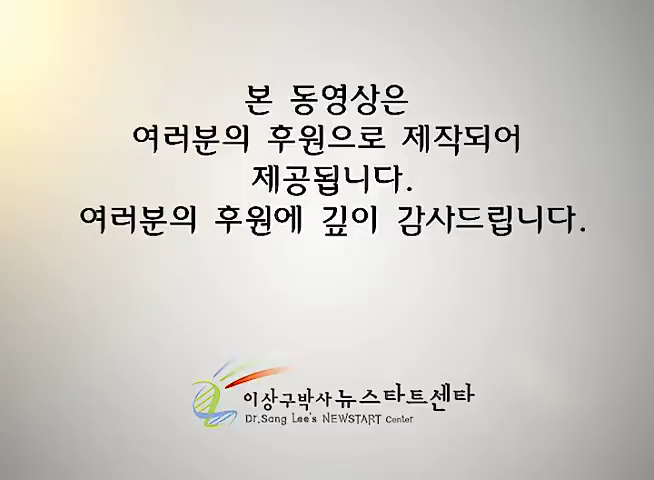 본 동영상은
여러분의 후원으로 제작되어
제공됩니다.
여러분의 후원에 깊이 감사드립니다.
이상구박사 뉴스타트센타
Dr.Sang Lee's NEWSTART Center